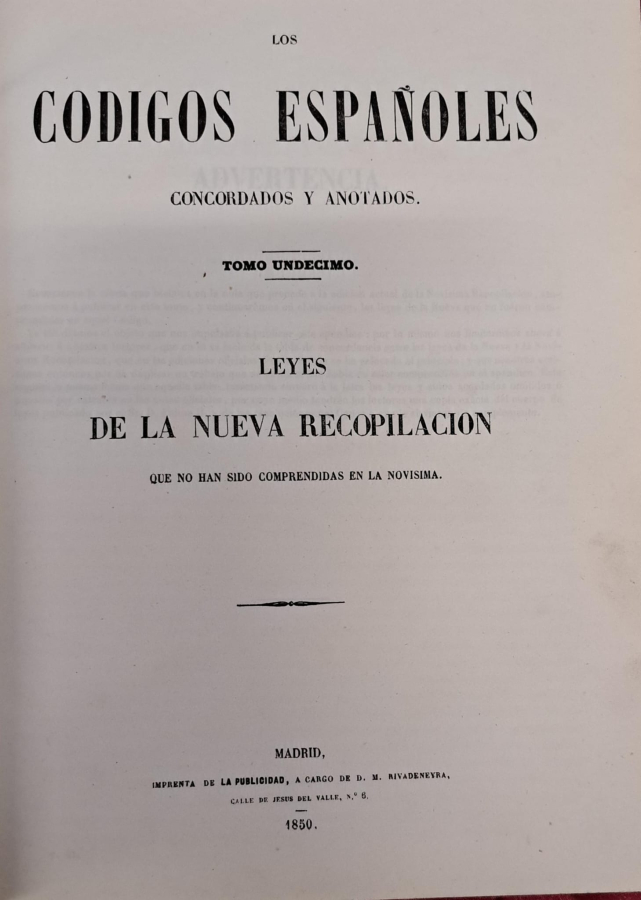 LOS
CODIGOS ESPAÑOLES
CONCORDADOS Y ANOTADOS.
TOMO UNDECIMO.
LEYES
DE LA NUEVA RECOPILACION
QUE NO HAN SIDO COMPRENDIDAS EN LA NOVISIMA.
MADRID,
IMPRENTA DE LA PUBLICIDAD, A CARGO DE D. M. RIVADENEYRA,
CALLE DE JESUS DEL VALLE, N.º 6.
1850.